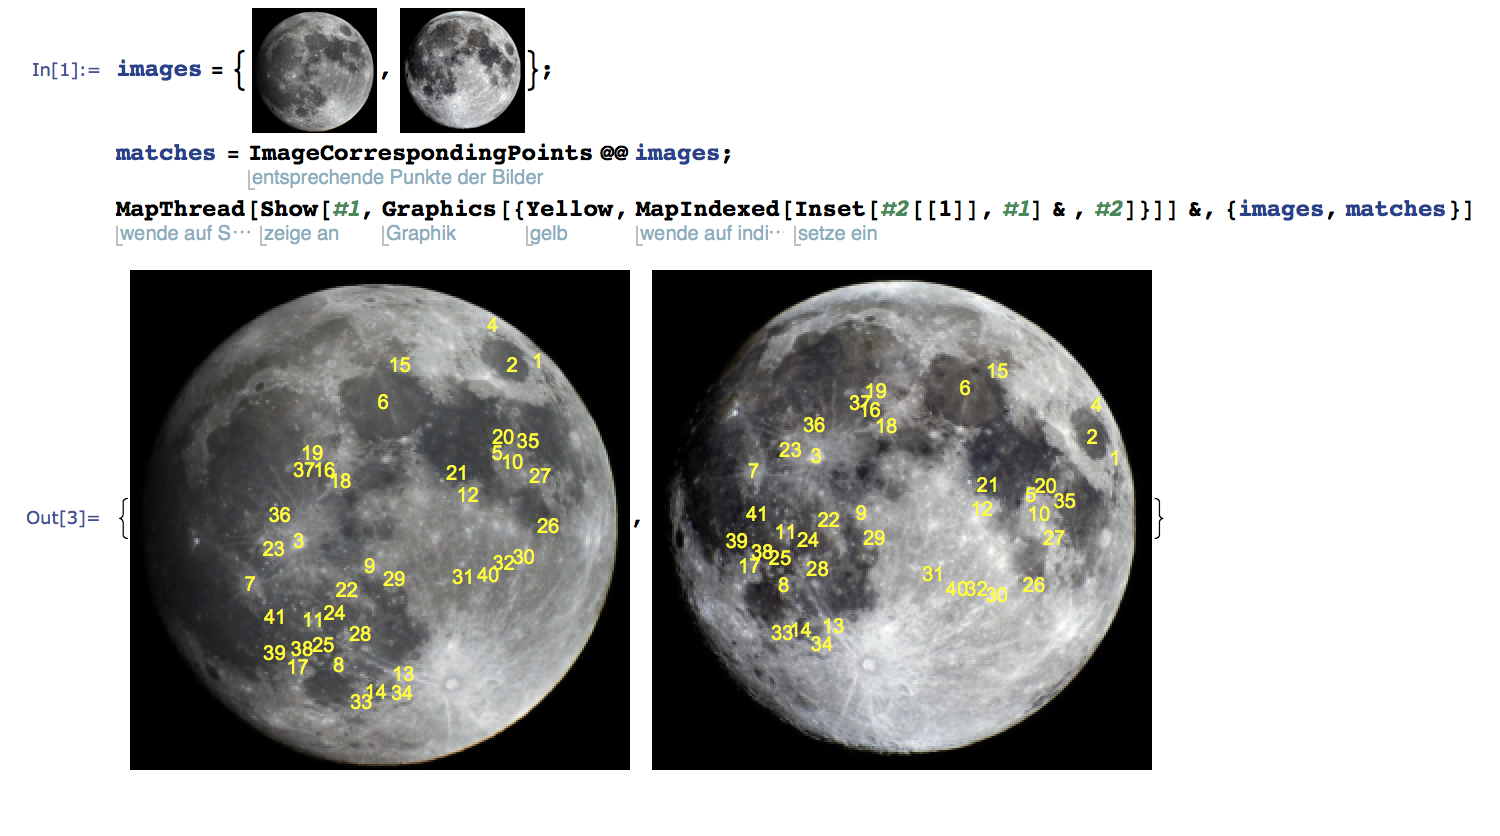 In[1]:= images = { , };
matches = ImageCorrespondingPoints @@ images;
entsprechende Punkte der Bilder
MapThread[Show[#1, Graphics[{Yellow, MapIndexed[Inset[#2[[1]], #1] &, #2]}]] &, {images, matches}]
wende auf S⋯ zeige an Graphik gelb wende auf indi⋯ setze ein
Out[3]= { , }
4
15 2 1
6
20 35
19 5 10
37 16 18 21 27
12
36 26
23 3
9 32 30
7 22 29 31 40
41 11 24
28
39 38 25
17 8 13
14 34
33
15
6
19 4
37 16
36 18 2
23 3 1
7
21 20
5 35
41 9 12 10
22
11 29 27
39 24
38 25
17 28 31
8 40 32 30 26
33 14 13
34